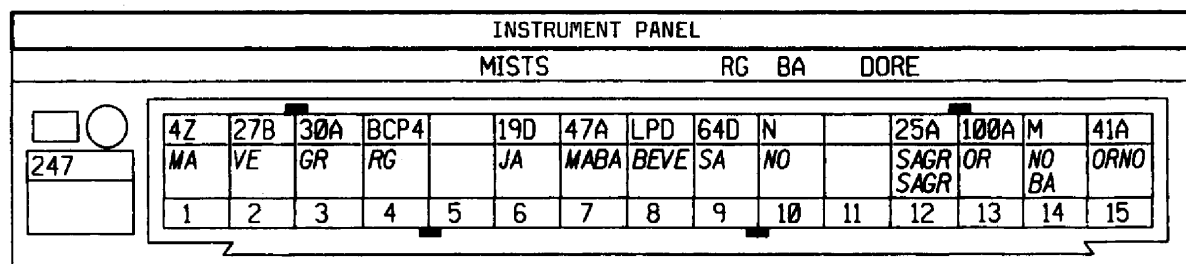 INSTRUMENT PANEL
MISTS RG BA DORE
247
4Z 27B 30A BCP4 19D 47A LPD 64D N 25A 100A M 41A
MA VE GR RG JA MABA BEVE SA NO SAGR OR NO ORNO
SAGR BA
1 2 3 4 5 6 7 8 9 10 11 12 13 14 15